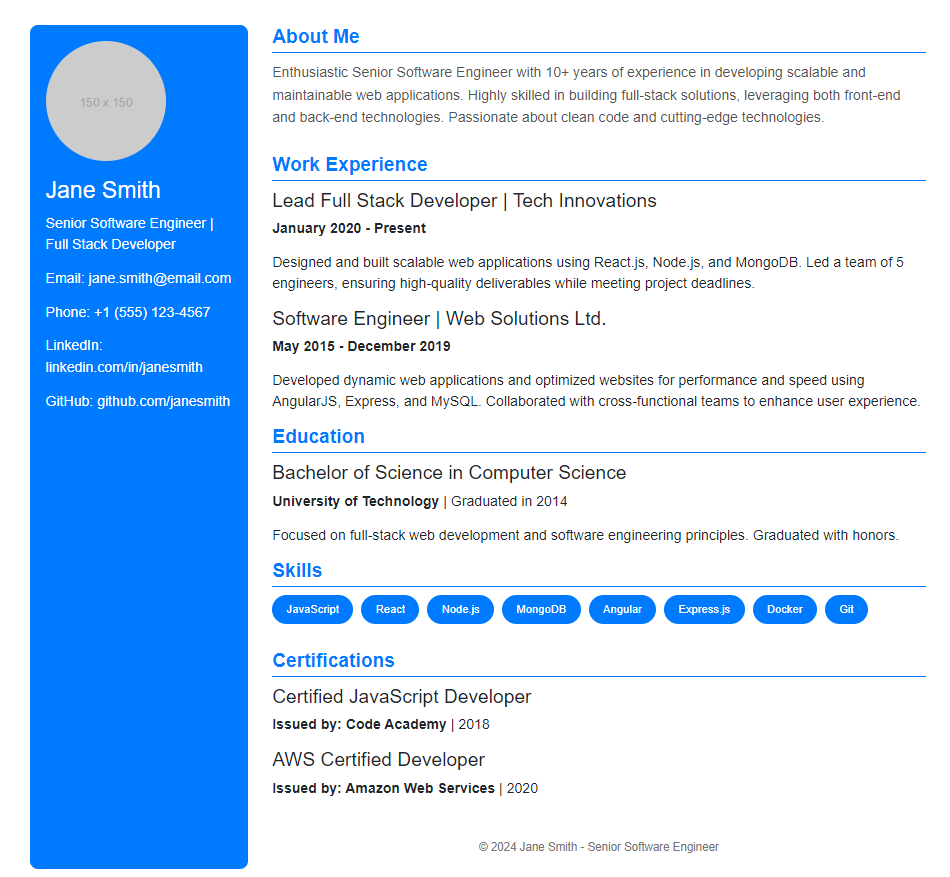 150 x 150
Jane Smith
Senior Software Engineer |
Full Stack Developer
Email: jane.smith@email.com
Phone: +1 (555) 123-4567
LinkedIn:
linkedin.com/in/janesmith
GitHub: github.com/janesmith
About Me
Enthusiastic Senior Software Engineer with 10+ years of experience in developing scalable and
maintainable web applications. Highly skilled in building full-stack solutions, leveraging both front-end
and back-end technologies. Passionate about clean code and cutting-edge technologies.
Work Experience
Lead Full Stack Developer | Tech Innovations
January 2020 - Present
Designed and built scalable web applications using React.js, Node.js, and MongoDB. Led a team of 5
engineers, ensuring high-quality deliverables while meeting project deadlines.
Software Engineer | Web Solutions Ltd.
May 2015 - December 2019
Developed dynamic web applications and optimized websites for performance and speed using
AngularJS, Express, and MySQL. Collaborated with cross-functional teams to enhance user experience.
Education
Bachelor of Science in Computer Science
University of Technology | Graduated in 2014
Focused on full-stack web development and software engineering principles. Graduated with honors.
Skills
JavaScript React Node.js MongoDB Angular Express.js Docker Git
Certifications
Certified JavaScript Developer
Issued by: Code Academy | 2018
AWS Certified Developer
Issued by: Amazon Web Services | 2020
© 2024 Jane Smith - Senior Software Engineer